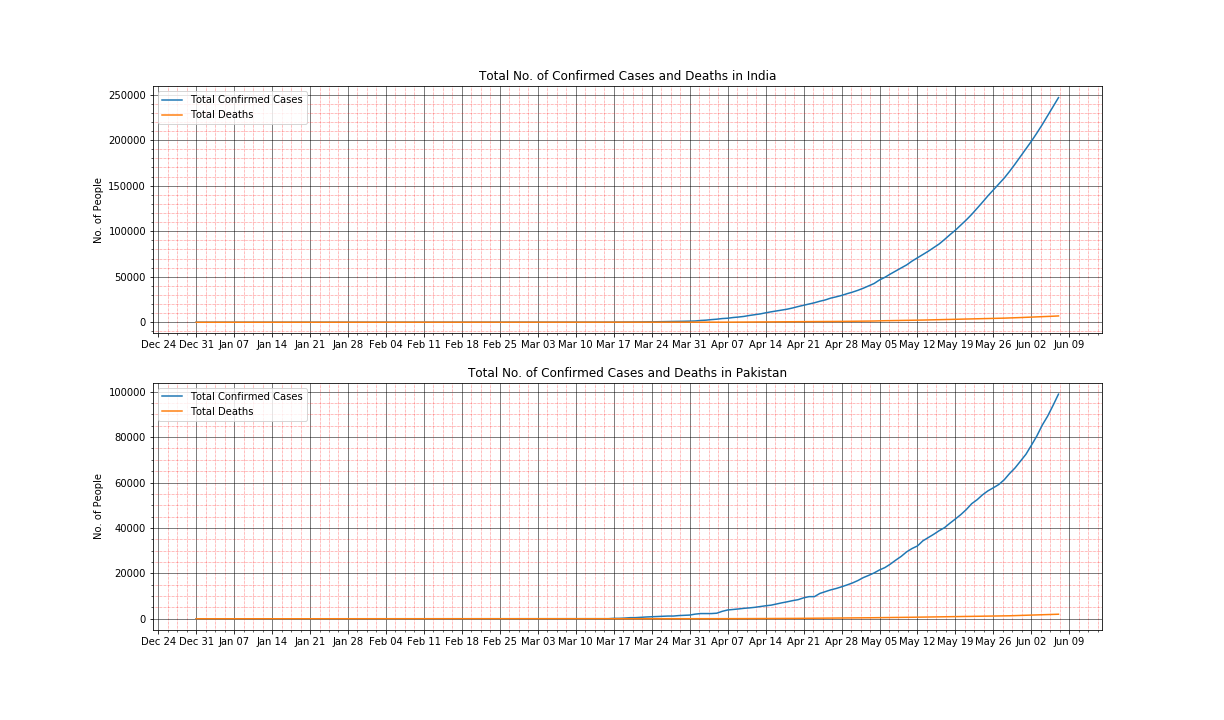 Total No. of Confirmed Cases and Deaths in India
Total Confirmed Cases
Total Deaths
250000
200000
150000
100000
50000
0
No. of People
Dec 24 Dec 31 Jan 07 Jan 14 Jan 21 Jan 28 Feb 04 Feb 11 Feb 18 Feb 25 Mar 03 Mar 10 Mar 17 Mar 24 Mar 31 Apr 07 Apr 14 Apr 21 Apr 28 May 05 May 12 May 19 May 26 Jun 02 Jun 09
Total No. of Confirmed Cases and Deaths in Pakistan
Total Confirmed Cases
Total Deaths
100000
80000
60000
40000
20000
0
No. of People
Dec 24 Dec 31 Jan 07 Jan 14 Jan 21 Jan 28 Feb 04 Feb 11 Feb 18 Feb 25 Mar 03 Mar 10 Mar 17 Mar 24 Mar 31 Apr 07 Apr 14 Apr 21 Apr 28 May 05 May 12 May 19 May 26 Jun 02 Jun 09